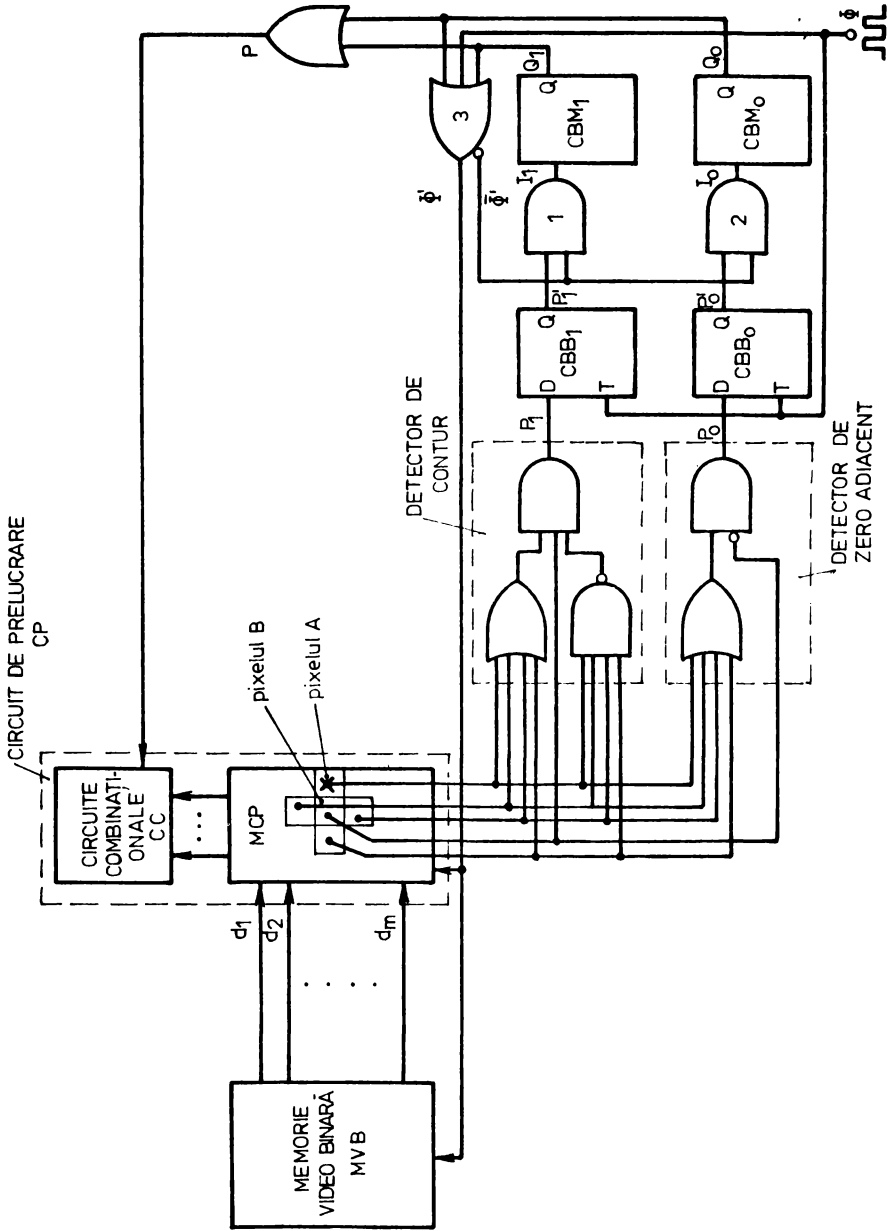 CIRCUIT DE PRELUCRARE
CP
CIRCUITE
COMBINAȚI-
ONALE
CC
...
MCP
pixelul B
pixelul A
d1
d2
dm
....
MEMORIE
VIDEO BINARĂ
MVB
DETECTOR DE
CONTUR
DETECTOR DE
ZERO ADIACENT
P1
P0
D
CBB1
T
Q
D
CBB0
T
Q
P'1
P'0
1
2
I1
I0
CBM1
Q
CBM0
Q
Q1
Q0
3
Φ'
Φ̄'
P
Φ